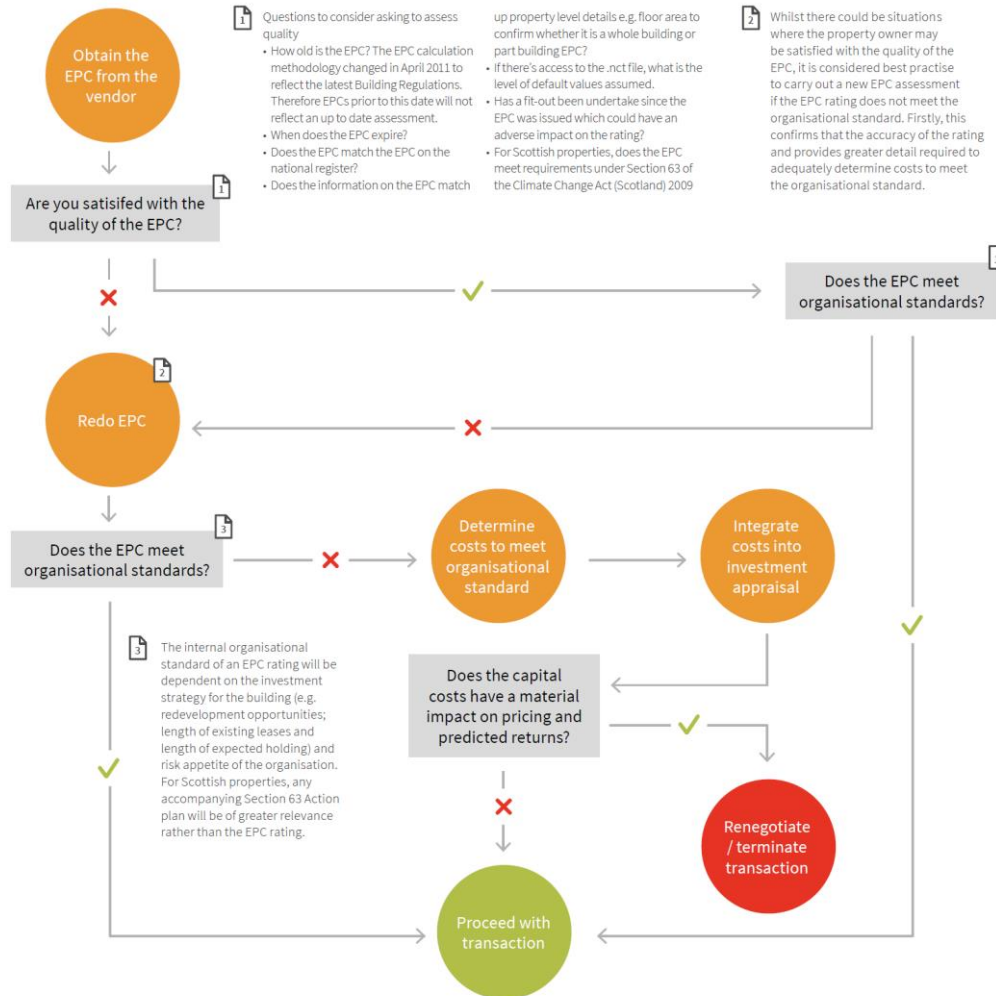 Obtain the
EPC from the
vendor
1
Questions to consider asking to assess
quality
• How old is the EPC? The EPC calculation
methodology changed in April 2011 to
reflect the latest Building Regulations.
Therefore EPCs prior to this date will not
reflect an up to date assessment.
• When does the EPC expire?
• Does the EPC match the EPC on the
national register?
• Does the information on the EPC match
up property level details e.g. floor area to
confirm whether it is a whole building or
part building EPC?
• If there's access to the .nct file, what is the
level of default values assumed.
• Has a fit-out been undertake since the
EPC was issued which could have an
adverse impact on the rating?
• For Scottish properties, does the EPC
meet requirements under Section 63 of
the Climate Change Act (Scotland) 2009
2
Whilst there could be situations
where the property owner may
be satisfied with the quality of the
EPC, it is considered best practise
to carry out a new EPC assessment
if the EPC rating does not meet the
organisational standard. Firstly, this
confirms that the accuracy of the rating
and provides greater detail required to
adequately determine costs to meet
the organisational standard.
1
Are you satisifed with the
quality of the EPC?
Does the EPC meet
organisational standards?
2
Redo EPC
3
Does the EPC meet
organisational standards?
Determine
costs to meet
organisational
standard
Integrate
costs into
investment
appraisal
3
The internal organisational
standard of an EPC rating will be
dependent on the investment
strategy for the building (e.g.
redevelopment opportunities;
length of existing leases and
length of expected holding) and
risk appetite of the organisation.
For Scottish properties, any
accompanying Section 63 Action
plan will be of greater relevance
rather than the EPC rating.
Does the capital
costs have a material
impact on pricing and
predicted returns?
Renegotiate
/ terminate
transaction
Proceed with
transaction